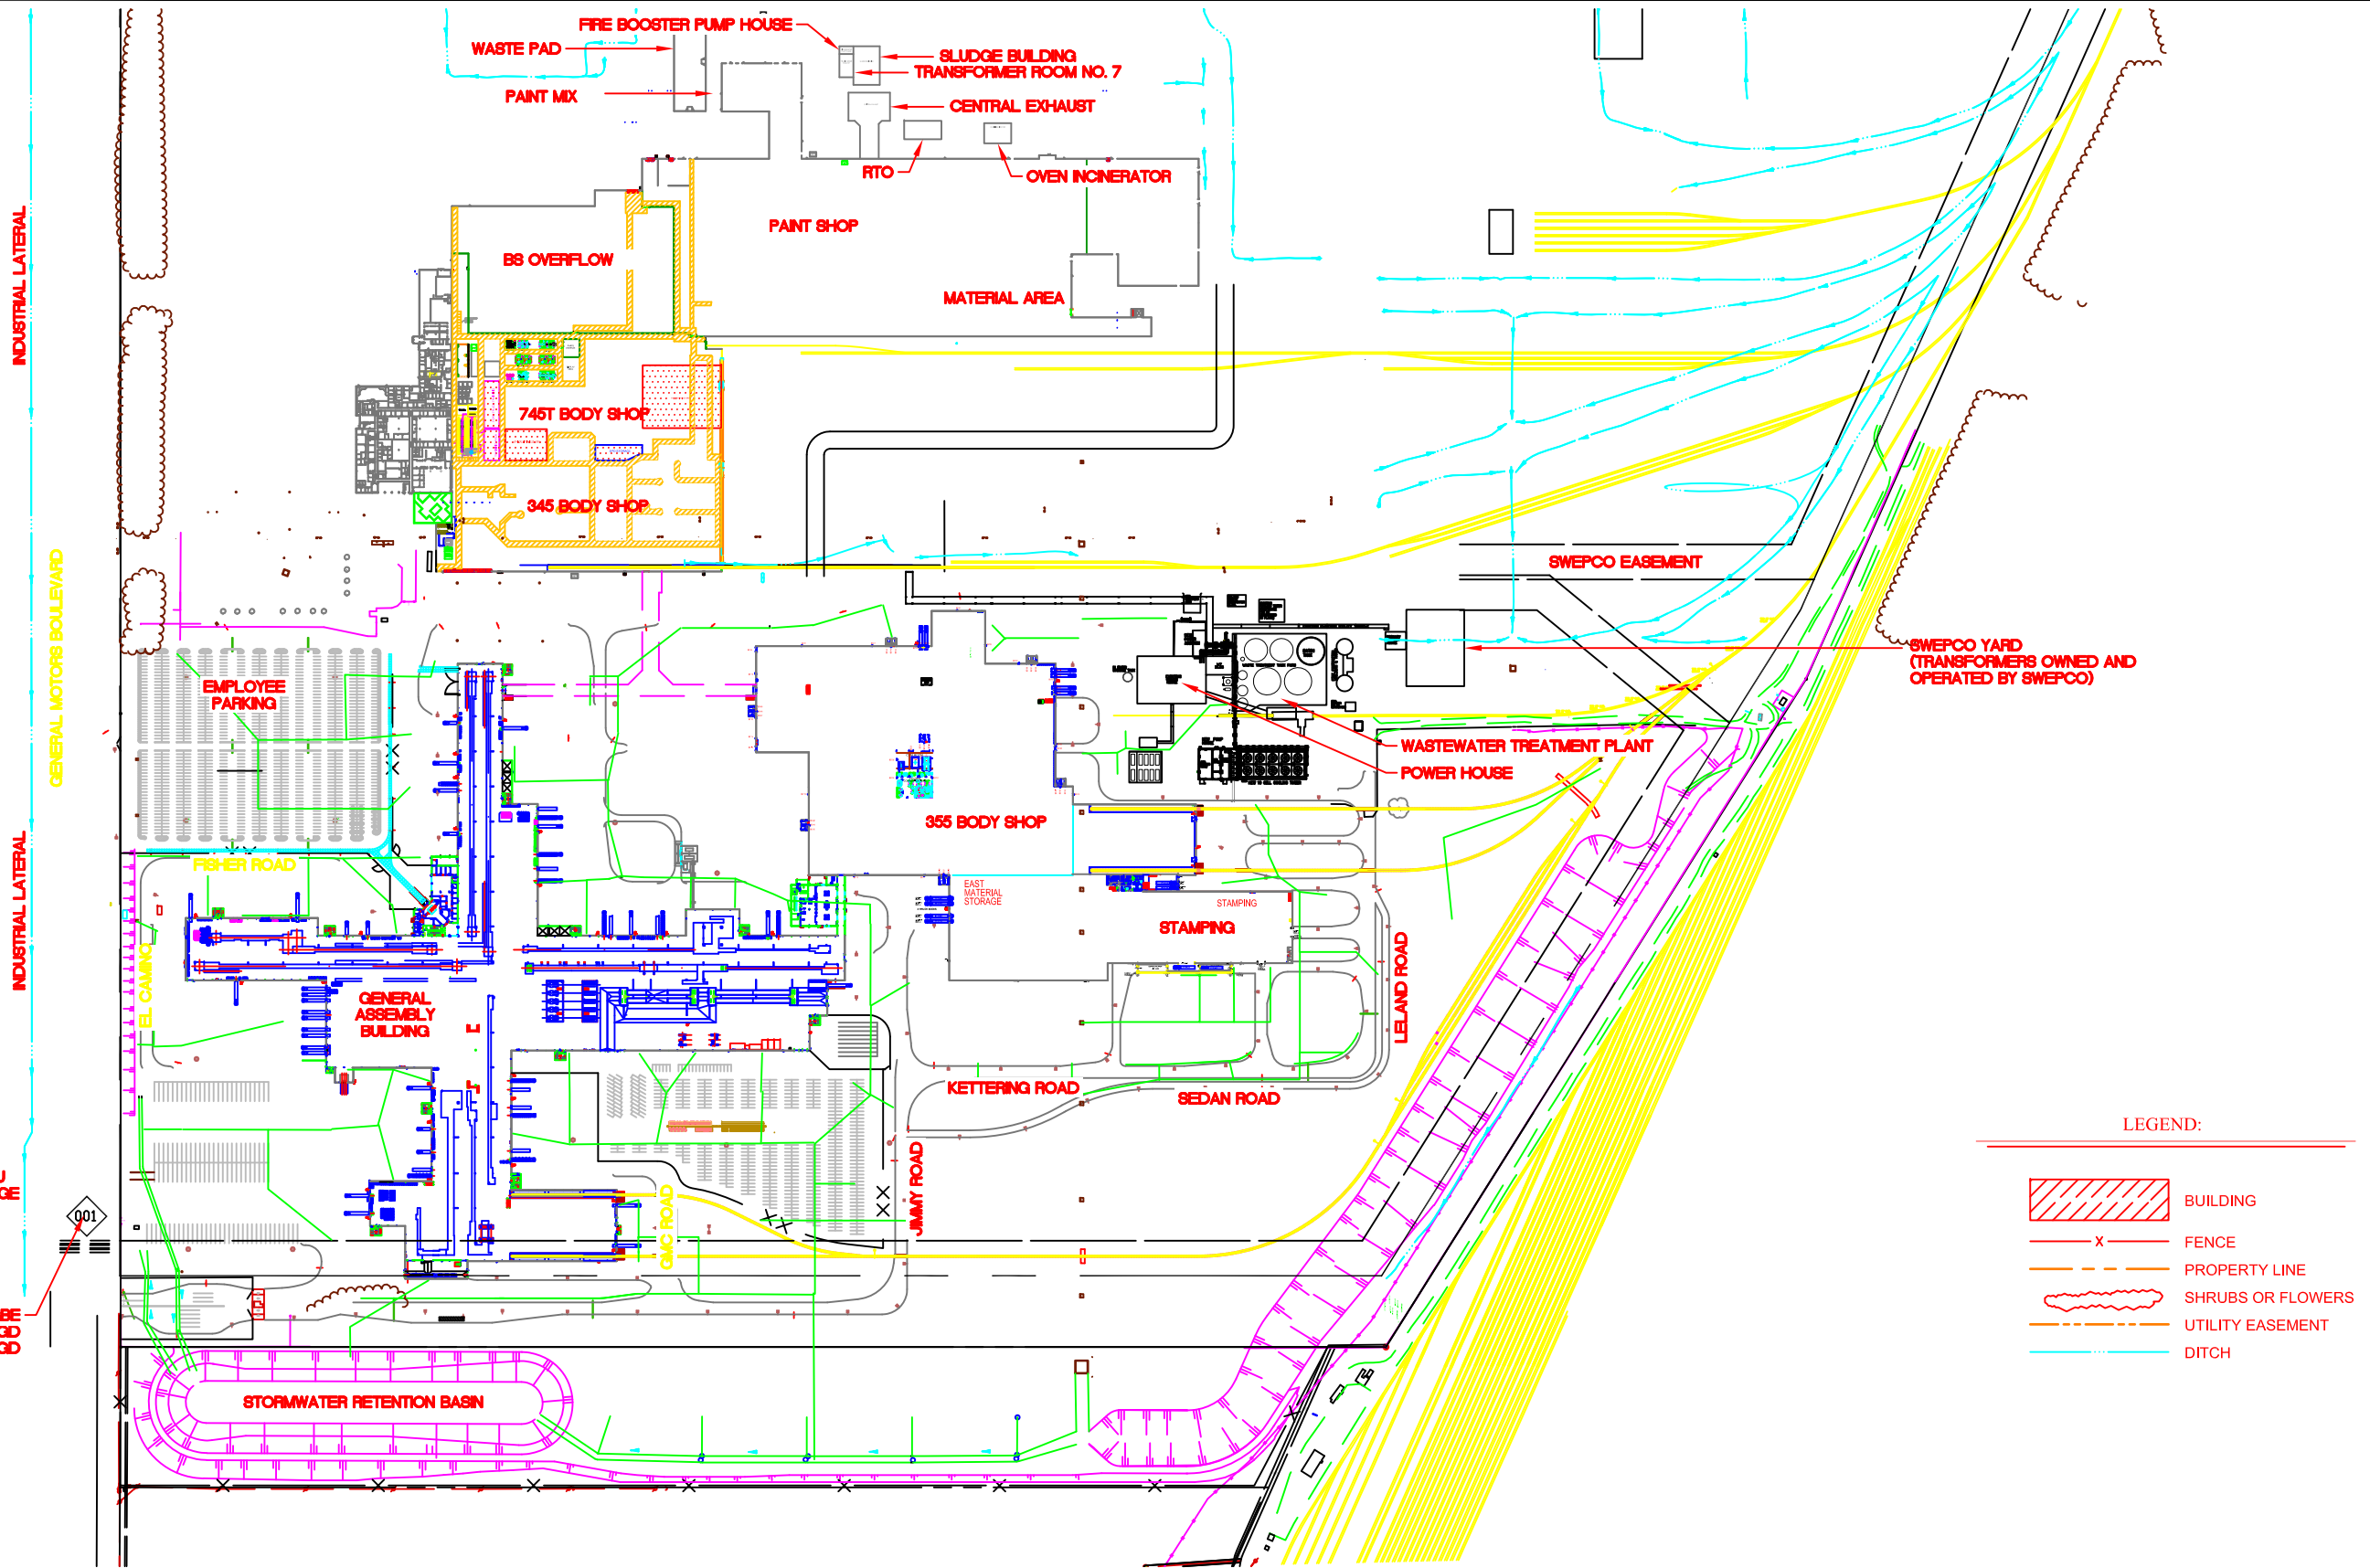 FIRE BOOSTER PUMP HOUSE
WASTE PAD
SLUDGE BUILDING
TRANSFORMER ROOM NO. 7
PAINT MIX
CENTRAL EXHAUST
RTO
OVEN INCINERATOR
INDUSTRIAL LATERAL
PAINT SHOP
BS OVERFLOW
MATERIAL AREA
745T BODY SHOP
345 BODY SHOP
GENERAL MOTORS BOULEVARD
SWEPCO EASEMENT
SWEPCO YARD
(TRANSFORMERS OWNED AND
OPERATED BY SWEPCO)
EMPLOYEE
PARKING
WASTEWATER TREATMENT PLANT
POWER HOUSE
355 BODY SHOP
FISHER ROAD
EAST
MATERIAL
STORAGE
STAMPING
STAMPING
INDUSTRIAL LATERAL
EL CAMINO
GENERAL
ASSEMBLY
BUILDING
LELAND ROAD
KETTERING ROAD
SEDAN ROAD
JIMMY ROAD
GMC ROAD
001
STORMWATER RETENTION BASIN
LEGEND:
BUILDING
X FENCE
PROPERTY LINE
SHRUBS OR FLOWERS
UTILITY EASEMENT
DITCH